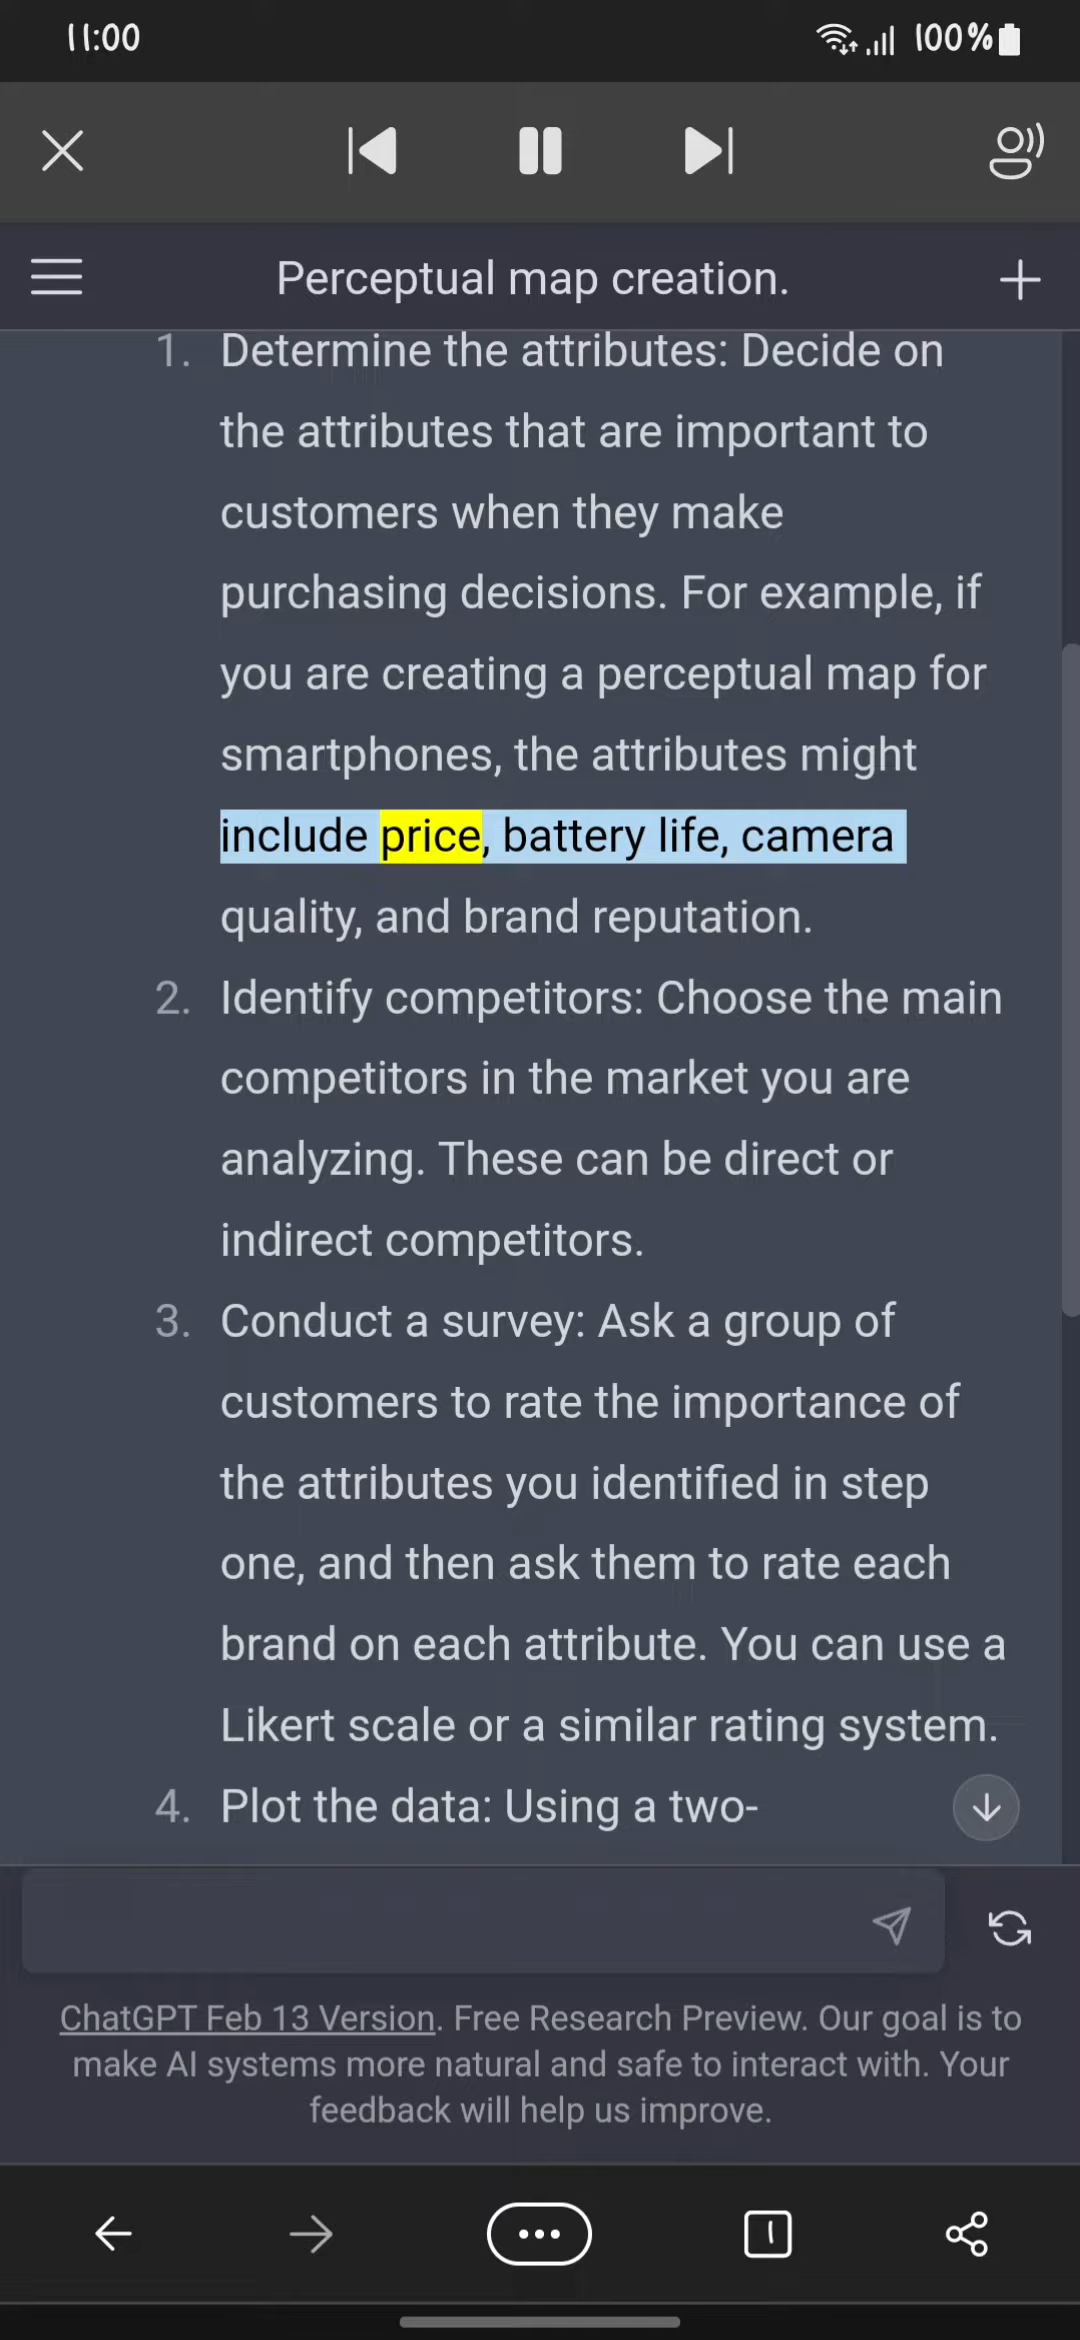 11:00
100%
Perceptual map creation.
1. Determine the attributes: Decide on
the attributes that are important to
customers when they make
purchasing decisions. For example, if
you are creating a perceptual map for
smartphones, the attributes might
include price, battery life, camera
quality, and brand reputation.
2. Identify competitors: Choose the main
competitors in the market you are
analyzing. These can be direct or
indirect competitors.
3. Conduct a survey: Ask a group of
customers to rate the importance of
the attributes you identified in step
one, and then ask them to rate each
brand on each attribute. You can use a
Likert scale or a similar rating system.
4. Plot the data: Using a two-
ChatGPT Feb 13 Version. Free Research Preview. Our goal is to
make AI systems more natural and safe to interact with. Your
feedback will help us improve.
1